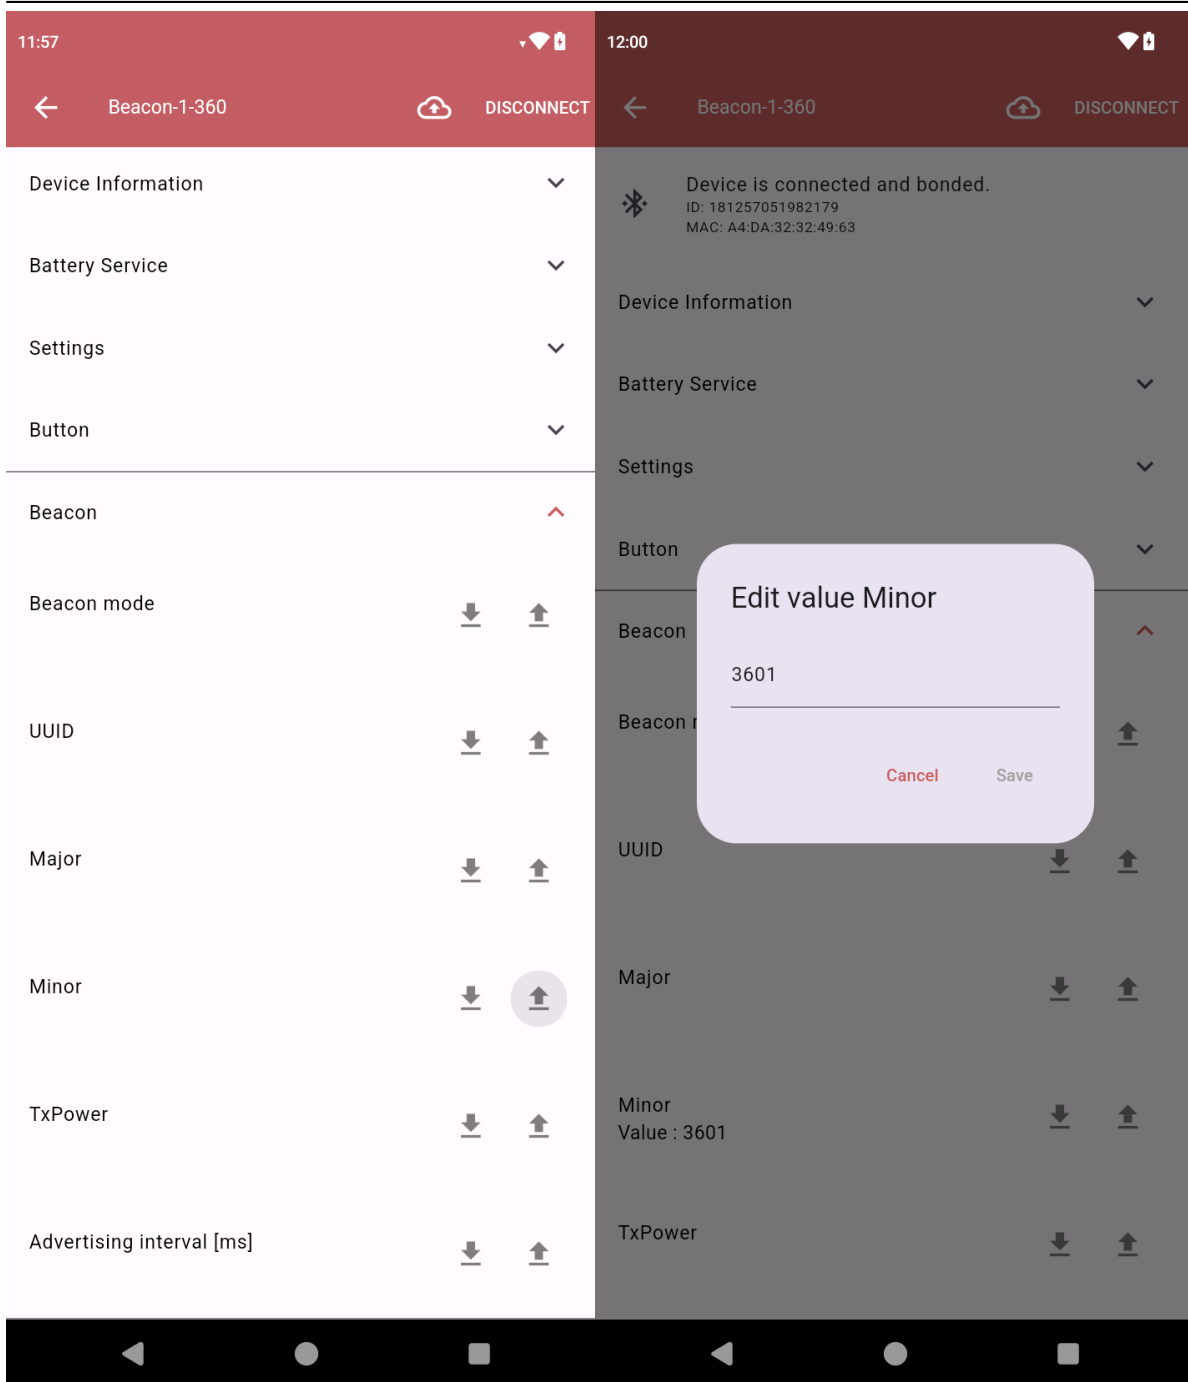 11:57
Beacon-1-360
DISCONNECT
Device Information
Battery Service
Settings
Button
Beacon
Beacon mode
UUID
Major
Minor
TxPower
Advertising interval [ms]
12:00
Beacon-1-360
DISCONNECT
Device is connected and bonded.
ID: 181257051982179
MAC: A4:DA:32:32:49:63
Device Information
Battery Service
Settings
Button
Edit value Minor
3601
Cancel
Save
Beacon
Beacon
UUID
Major
Minor
Value : 3601
TxPower